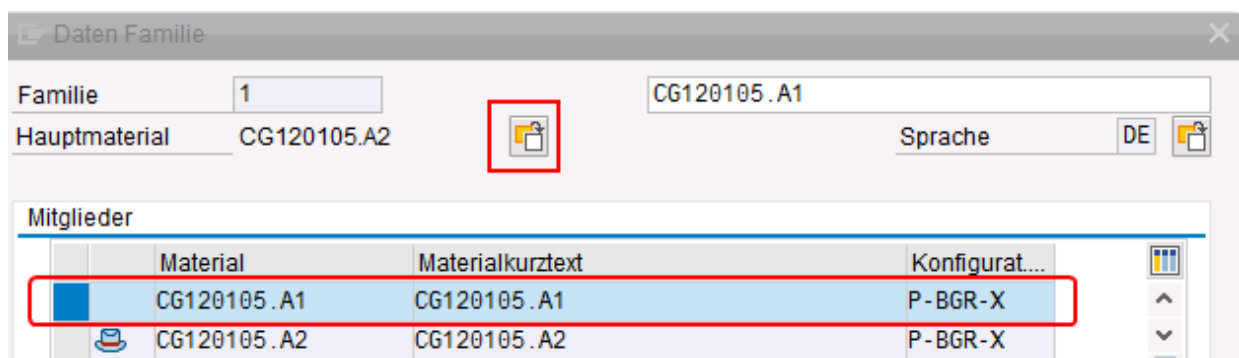 Daten Familie
Familie 1 CG120105.A1
Hauptmaterial CG120105.A2 Sprache DE
Mitglieder
Material Materialkurztext Konfigurat....
CG120105.A1 CG120105.A1 P-BGR-X
CG120105.A2 CG120105.A2 P-BGR-X